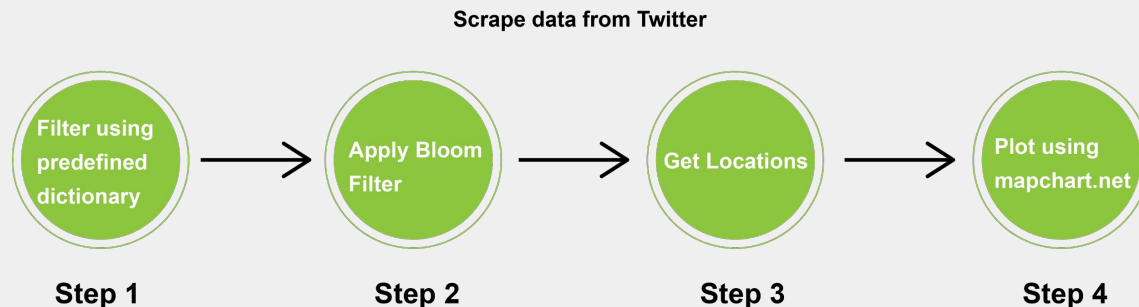 Scrape data from Twitter
Filter using
predefined
dictionary
Apply Bloom
Filter
Get Locations
Plot using
mapchart.net
Step 1
Step 2
Step 3
Step 4